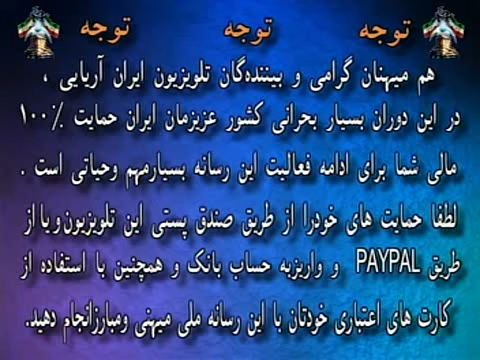 توجه توجه توجه
هم میهنان گرامی و بینندهگان تلویزیون ایران آریایی ،
در این دوران بسیار بحرانی کشور عزیزمان ایران حمایت ٪۱۰۰
مالی شما برای ادامه فعالیت این رسانه بسیارمهم وحیاتی است .
لطفا حمایت های خودرا از طریق صندق پستی این تلویزیون ویا از
طریق PAYPAL و واریزبه حساب بانک و همچنین با استفاده از
کارت های اعتباری خودتان با این رسانه ملی میهنی ومبارزانجام دهید.